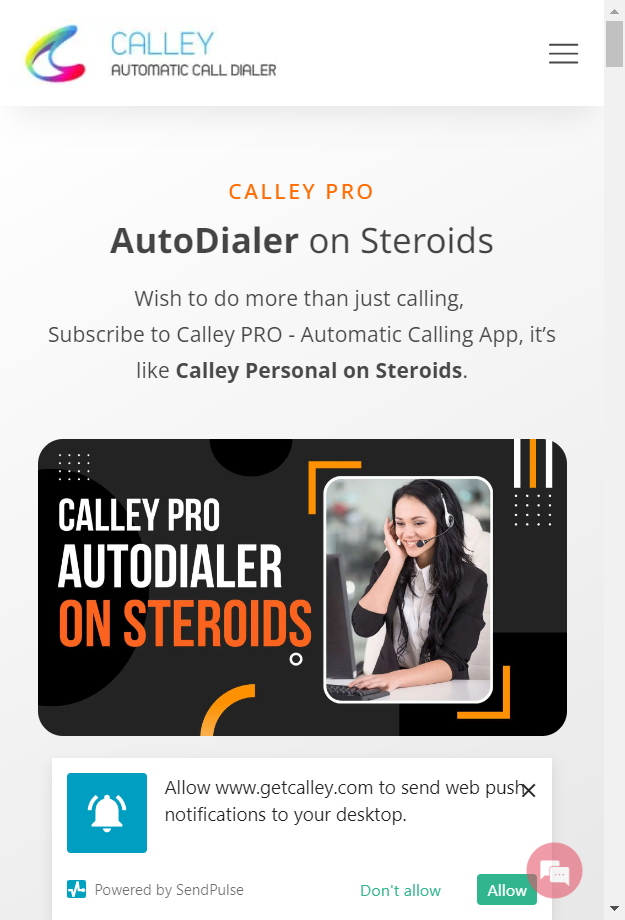 CALLEY
AUTOMATIC CALL DIALER
CALLEY PRO
AutoDialer on Steroids
Wish to do more than just calling,
Subscribe to Calley PRO - Automatic Calling App, it’s
like Calley Personal on Steroids.
CALLEY PRO
AUTODIALER
ON STEROIDS
Allow www.getcalley.com to send web push
notifications to your desktop.
Powered by SendPulse
Don't allow
Allow